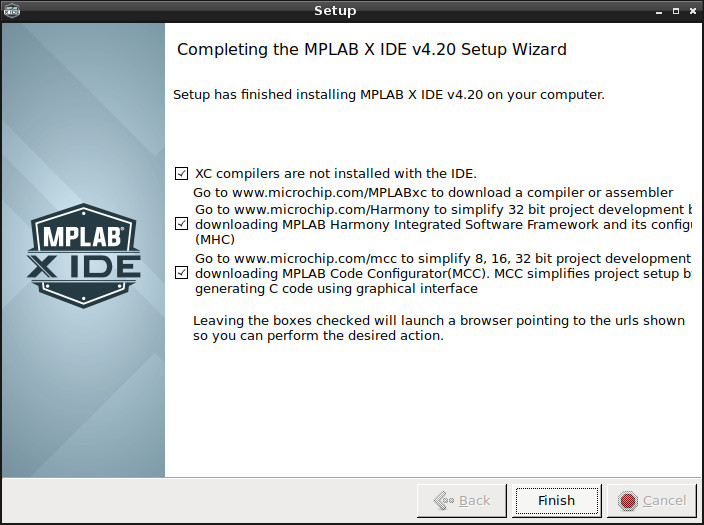 Setup
Completing the MPLAB X IDE v4.20 Setup Wizard
Setup has finished installing MPLAB X IDE v4.20 on your computer.
XC compilers are not installed with the IDE.
Go to www.microchip.com/MPLABxc to download a compiler or assembler
Go to www.microchip.com/Harmony to simplify 32 bit project development
downloading MPLAB Harmony Integrated Software Framework and its
(MHC)
Go to www.microchip.com/mcc to simplify 8, 16, 32 bit project development
downloading MPLAB Code Configurator(MCC). MCC simplifies project setup
generating C code using graphical interface
Leaving the boxes checked will launch a browser pointing to the urls shown
so you can perform the desired action.
MPLAB®
X IDE
Back
Finish
Cancel